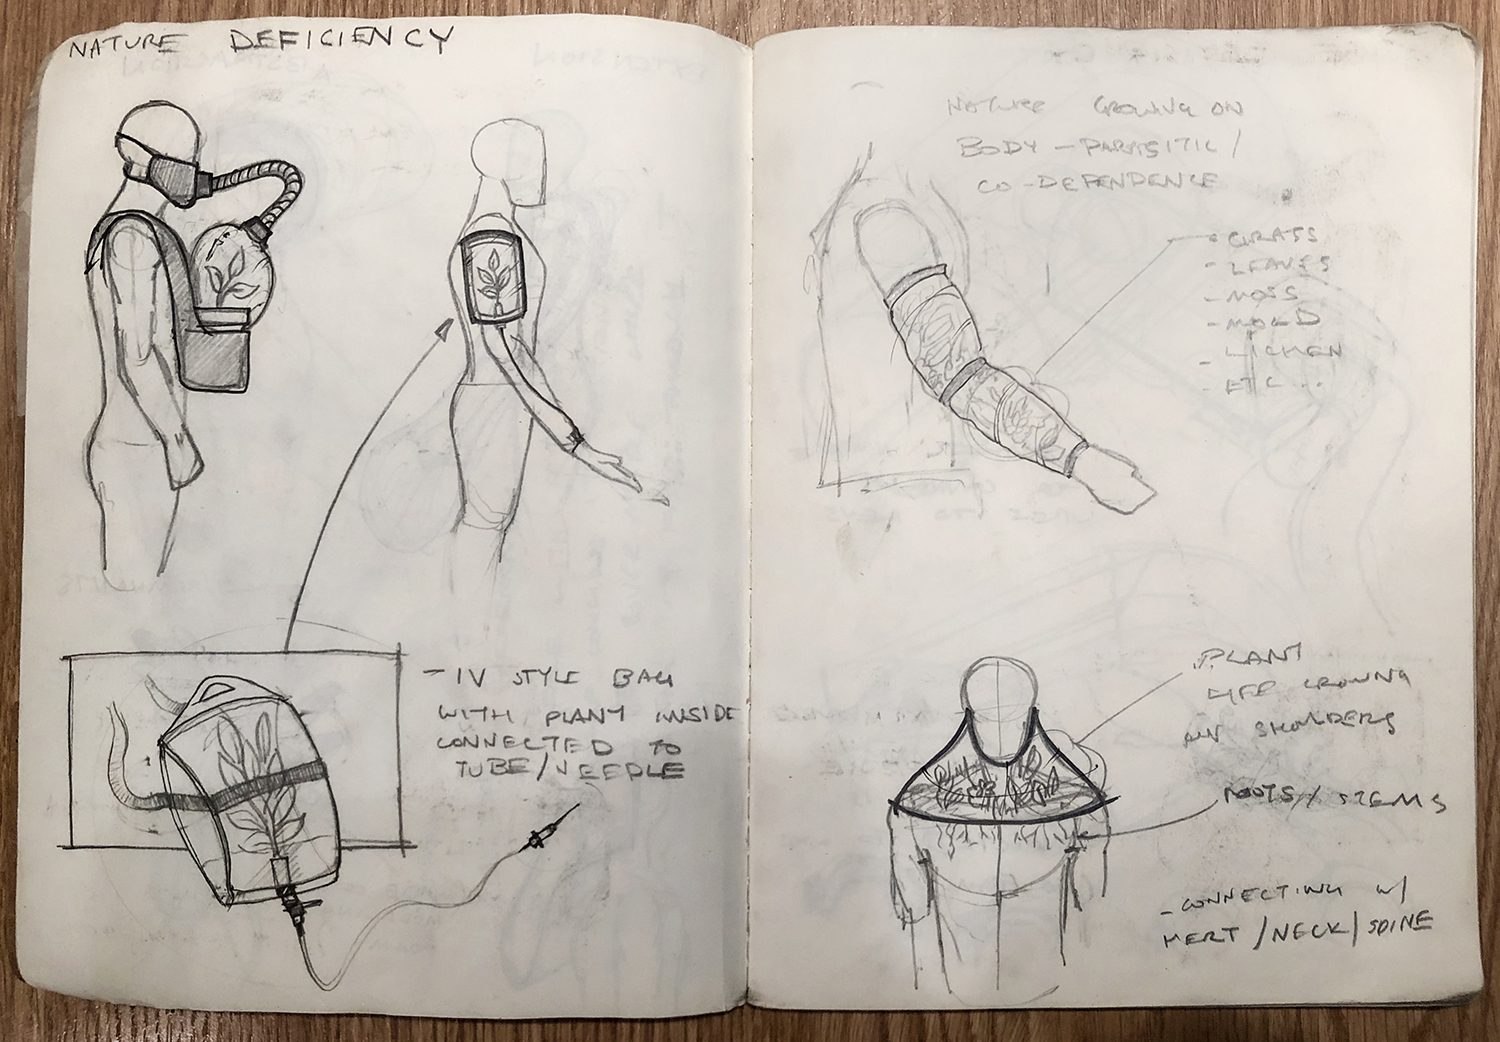 NATURE DEFICIENCY
- IV STYLE BAG
WITH PLANT INSIDE
CONNECTED TO
TUBE/NEEDLE
NATURE GROWING ON
BODY - PARASITIC /
CO-DEPENDENCE
- GRASS
- LEAVES
- MOSS
- MOLD
- LICHEN
- ETC...
PLANT
LIFE GROWING
ON SHOULDERS
ROOTS / STEMS
- CONNECTING W/
HERT / NECK / SPINE